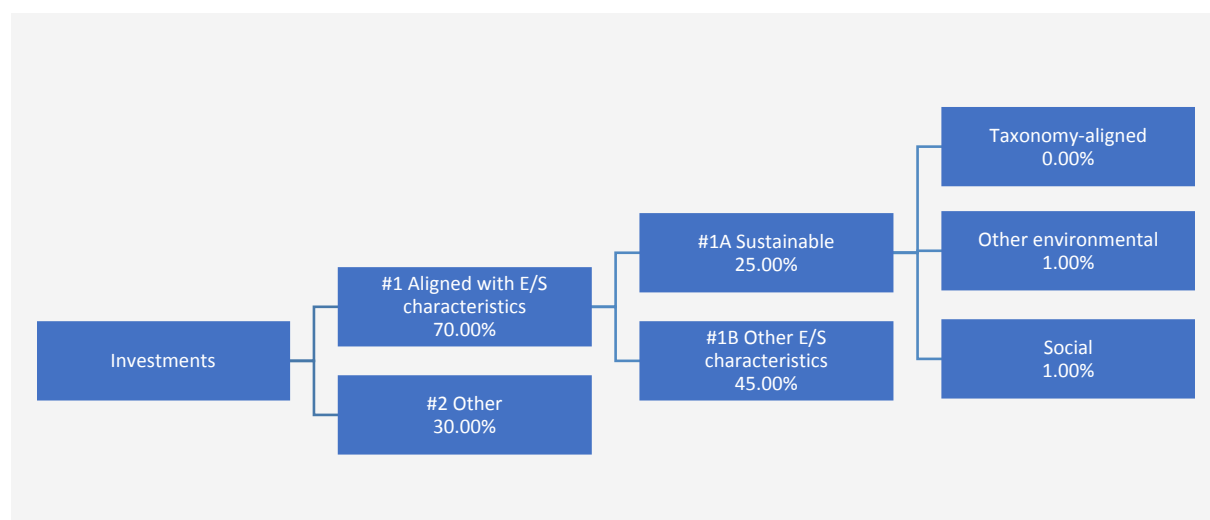 Investments
#1 Aligned with E/S
characteristics
70.00%
#2 Other
30.00%
#1A Sustainable
25.00%
#1B Other E/S
characteristics
45.00%
Taxonomy-aligned
0.00%
Other environmental
1.00%
Social
1.00%